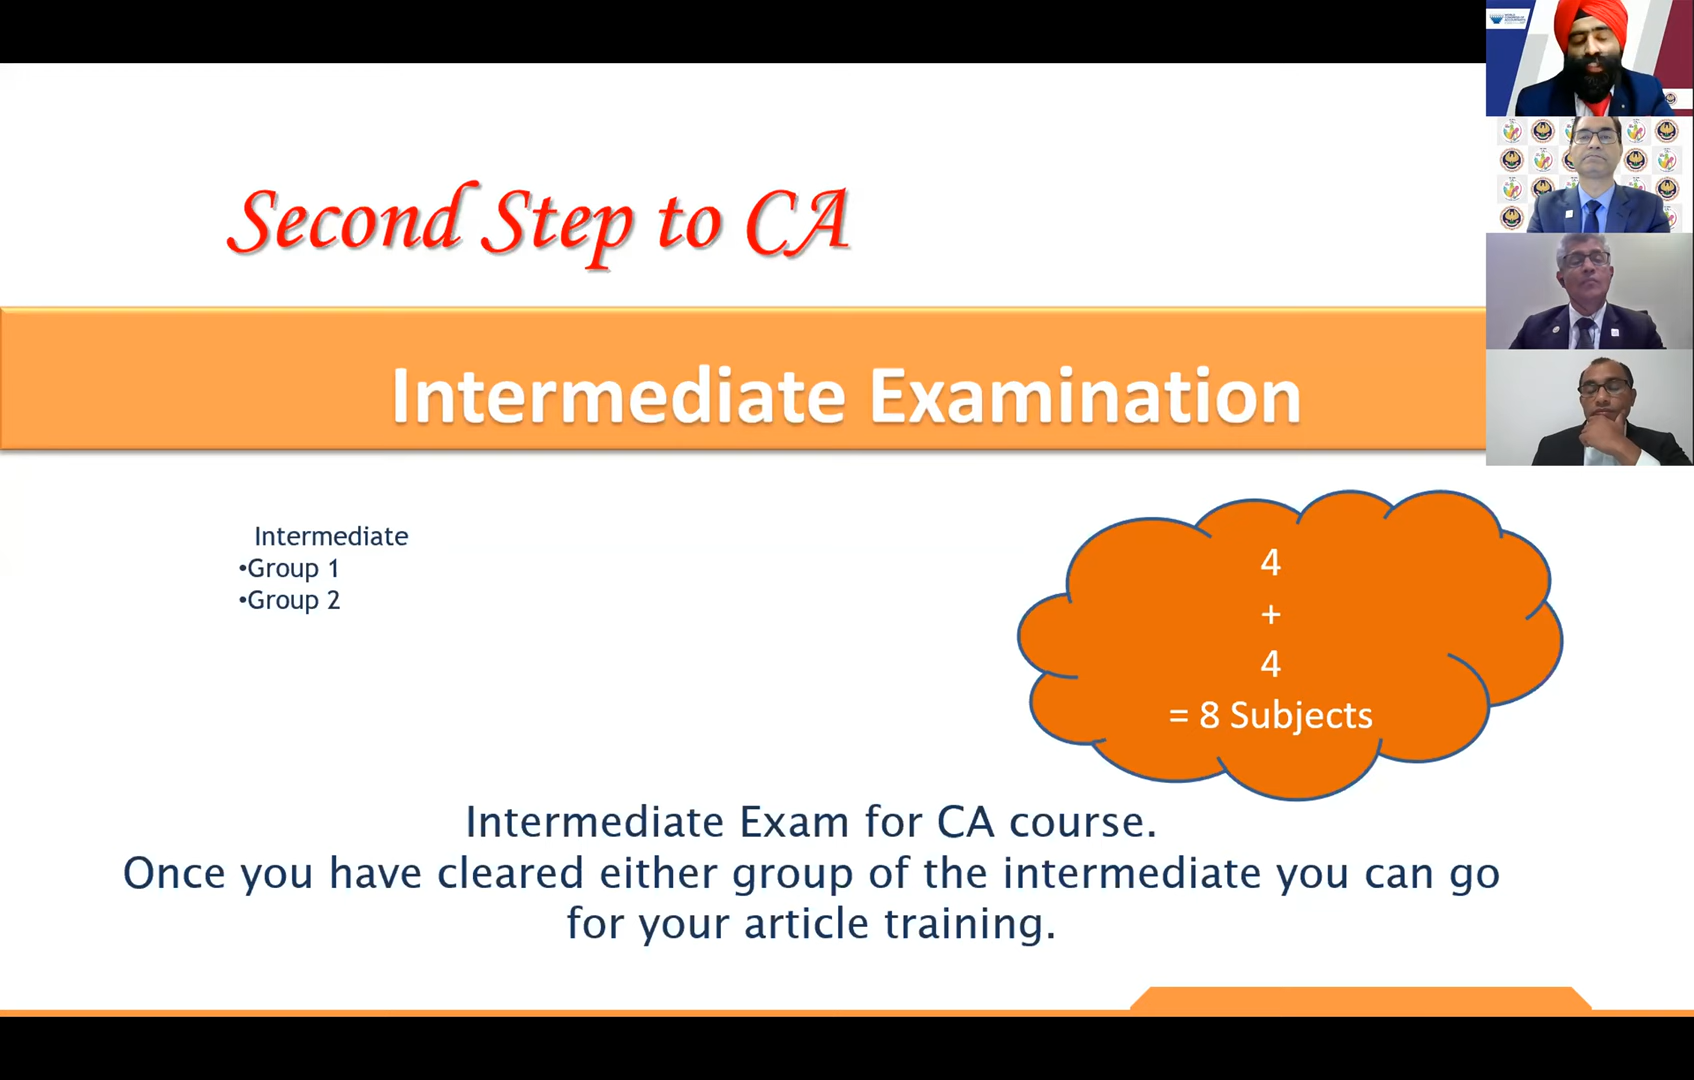 Second Step to CA
Intermediate Examination
Intermediate
•Group 1
•Group 2
4
+
4
= 8 Subjects
Intermediate Exam for CA course.
Once you have cleared either group of the intermediate you can go
for your article training.